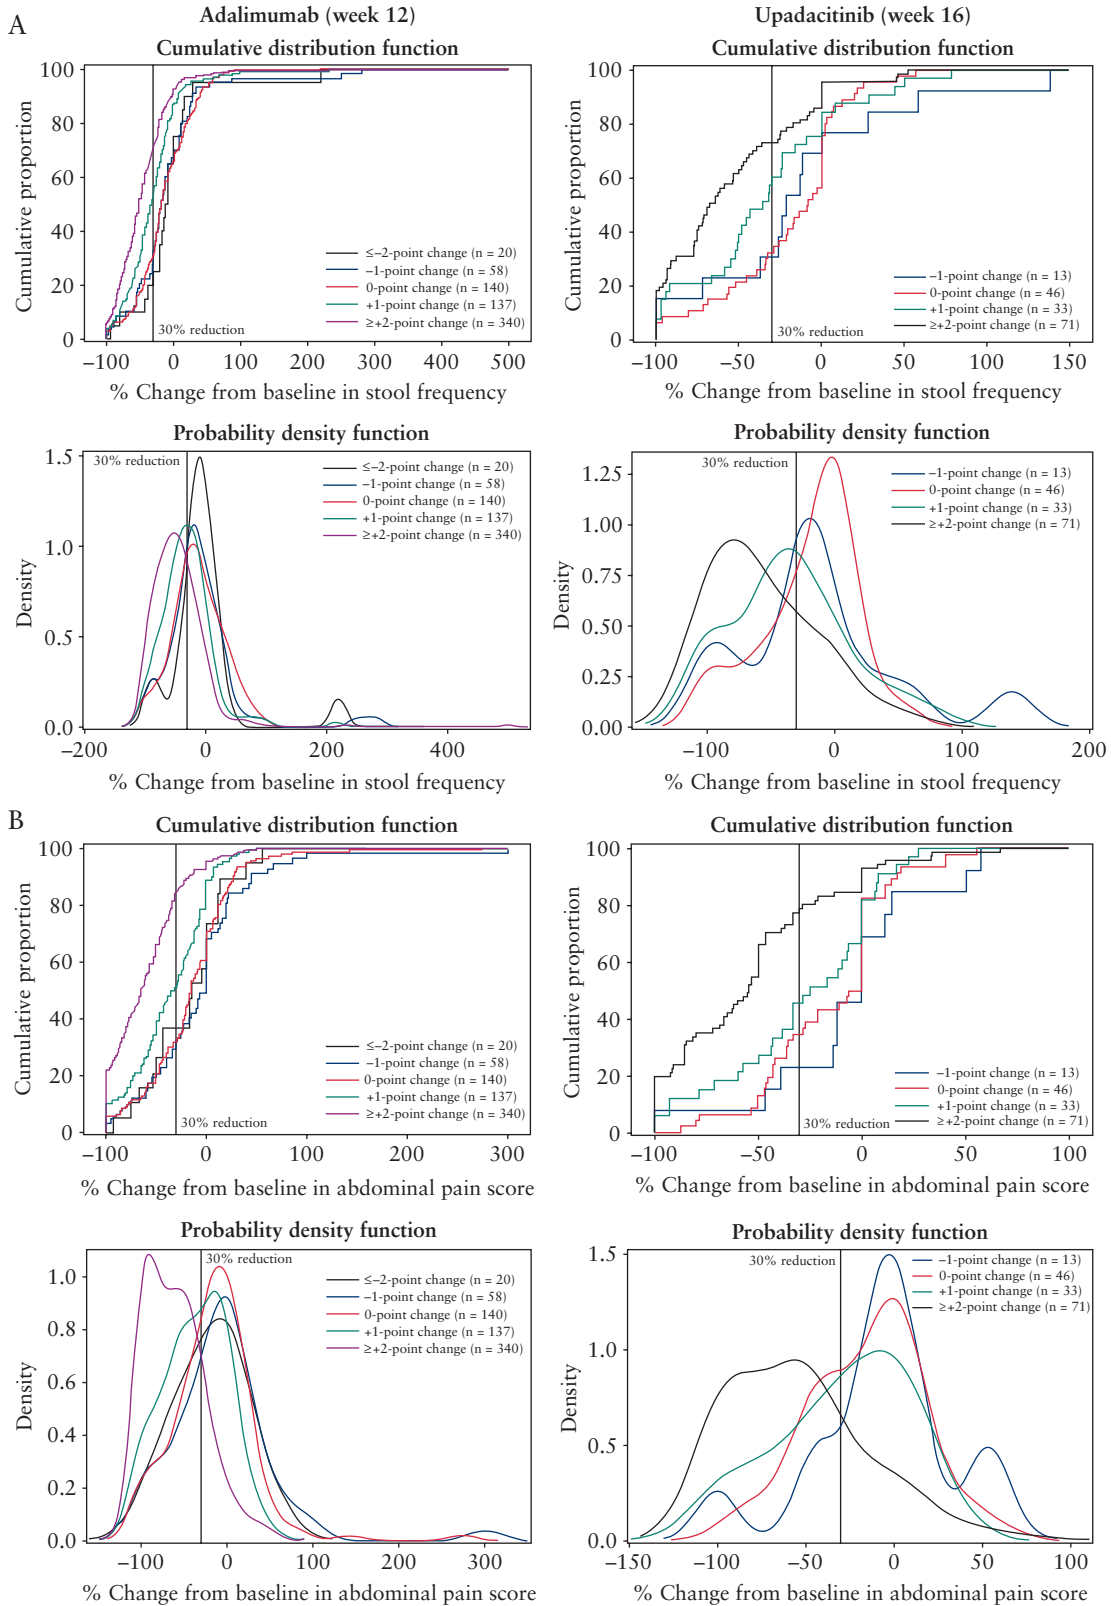 A
Adalimumab (week 12)
Upadacitinib (week 16)
Cumulative distribution function
Cumulative proportion
100
80
60
40
20
0
≤−2-point change (n = 20)
−1-point change (n = 58)
0-point change (n = 140)
+1-point change (n = 137)
≥+2-point change (n = 340)
30% reduction
−100
0
100
200
300
400
500
% Change from baseline in stool frequency
Cumulative distribution function
Cumulative proportion
100
80
60
40
20
0
−1-point change (n = 13)
0-point change (n = 46)
+1-point change (n = 33)
≥+2-point change (n = 71)
30% reduction
−100
−50
0
50
100
150
% Change from baseline in stool frequency
Probability density function
Density
1.5
1.0
0.5
0.0
30% reduction
≤−2-point change (n = 20)
−1-point change (n = 58)
0-point change (n = 140)
+1-point change (n = 137)
≥+2-point change (n = 340)
−200
0
200
400
% Change from baseline in stool frequency
Probability density function
Density
1.25
1.00
0.75
0.50
0.25
0.00
30% reduction
−1-point change (n = 13)
0-point change (n = 46)
+1-point change (n = 33)
≥+2-point change (n = 71)
−100
0
100
200
% Change from baseline in stool frequency
B
Cumulative distribution function
Cumulative proportion
100
80
60
40
20
0
≤−2-point change (n = 20)
−1-point change (n = 58)
0-point change (n = 140)
+1-point change (n = 137)
≥+2-point change (n = 340)
30% reduction
−100
0
100
200
300
% Change from baseline in abdominal pain score
Cumulative distribution function
Cumulative proportion
100
80
60
40
20
0
−1-point change (n = 13)
0-point change (n = 46)
+1-point change (n = 33)
≥+2-point change (n = 71)
30% reduction
−100
−50
0
50
100
% Change from baseline in abdominal pain score
Probability density function
Density
1.0
0.8
0.6
0.4
0.2
0.0
30% reduction
≤−2-point change (n = 20)
−1-point change (n = 58)
0-point change (n = 140)
+1-point change (n = 137)
≥+2-point change (n = 340)
−100
0
100
200
300
% Change from baseline in abdominal pain score
Probability density function
Density
1.5
1.0
0.5
0.0
30% reduction
−1-point change (n = 13)
0-point change (n = 46)
+1-point change (n = 33)
≥+2-point change (n = 71)
−150
−100
−50
0
50
100
% Change from baseline in abdominal pain score